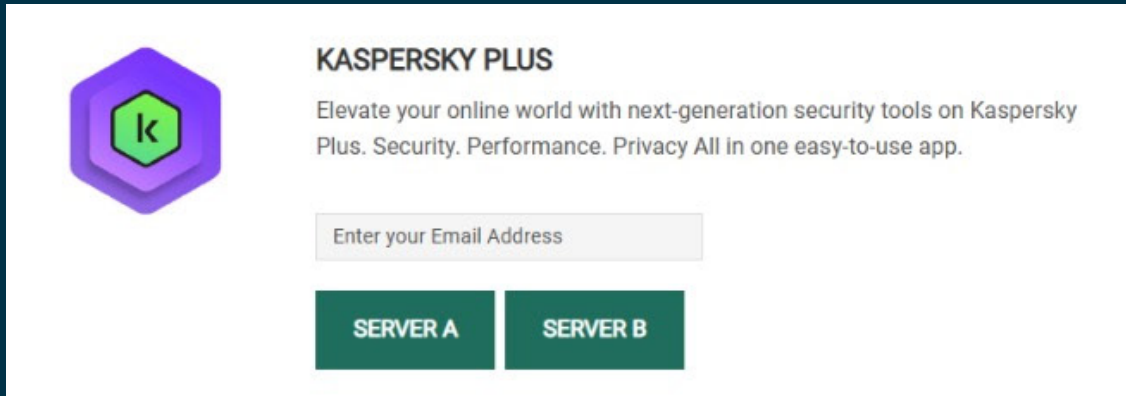 k
KASPERSKY PLUS
Elevate your online world with next-generation security tools on Kaspersky
Plus. Security. Performance. Privacy All in one easy-to-use app.
Enter your Email Address
SERVER A
SERVER B